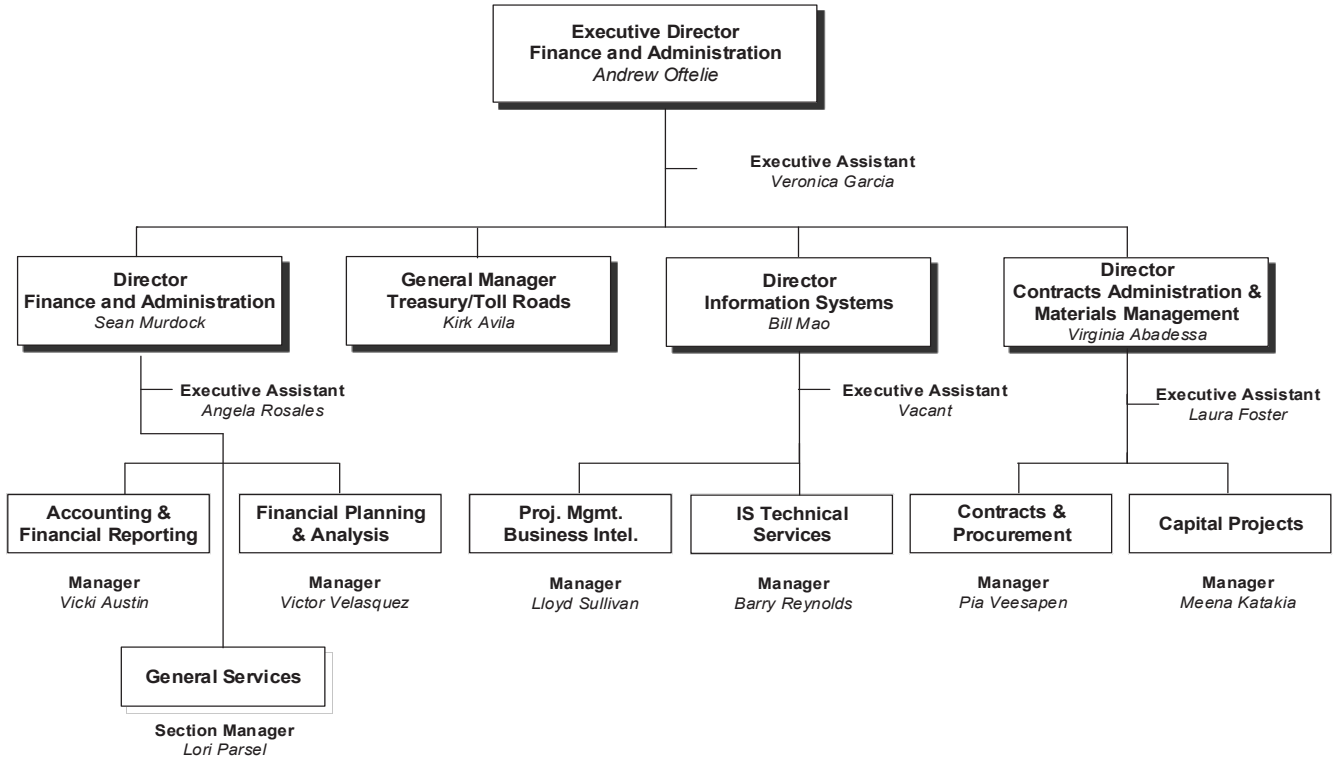 Executive Director
Finance and Administration
Andrew Oftelie
Executive Assistant
Veronica Garcia
Director
Finance and Administration
Sean Murdock
General Manager
Treasury/Toll Roads
Kirk Avila
Director
Information Systems
Bill Mao
Director
Contracts Administration &
Materials Management
Virginia Abadessa
Executive Assistant
Angela Rosales
Executive Assistant
Vacant
Executive Assistant
Laura Foster
Accounting &
Financial Reporting
Manager
Vicki Austin
Financial Planning
& Analysis
Manager
Victor Velasquez
Proj. Mgmt.
Business Intel.
Manager
Lloyd Sullivan
IS Technical
Services
Manager
Barry Reynolds
Contracts &
Procurement
Manager
Pia Veesapen
Capital Projects
Manager
Meena Katakia
General Services
Section Manager
Lori Parsel